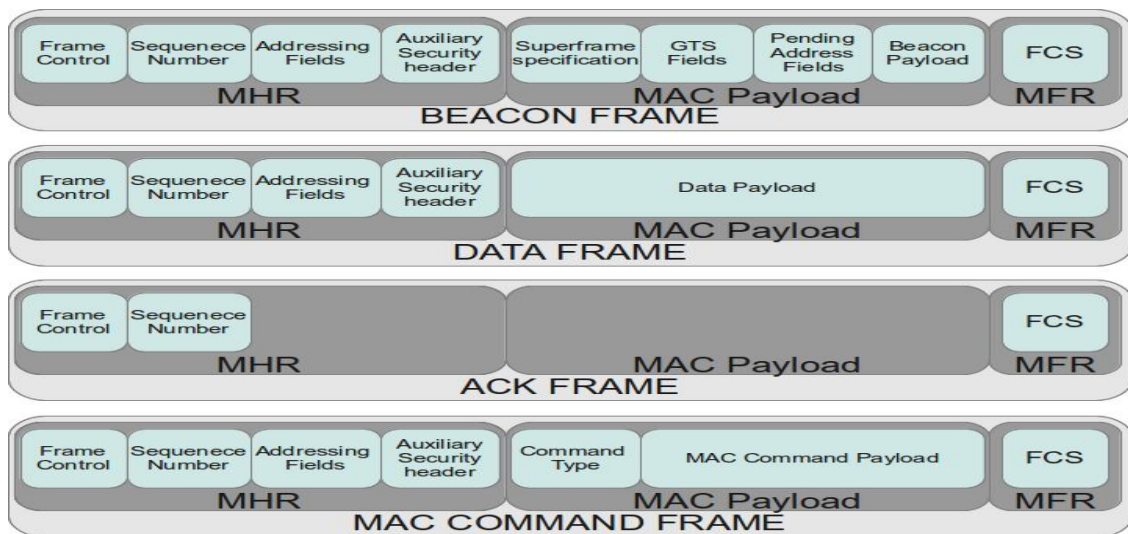 Frame Control
Sequenece Number
Addressing Fields
Auxiliary Security header
Superframe specification
GTS Fields
Pending Address Fields
Beacon Payload
FCS
MHR
MAC Payload
MFR
BEACON FRAME
Frame Control
Sequenece Number
Addressing Fields
Auxiliary Security header
Data Payload
FCS
MHR
MAC Payload
MFR
DATA FRAME
Frame Control
Sequenece Number
FCS
MHR
MAC Payload
MFR
ACK FRAME
Frame Control
Sequenece Number
Addressing Fields
Auxiliary Security header
Command Type
MAC Command Payload
FCS
MHR
MAC Payload
MFR
MAC COMMAND FRAME